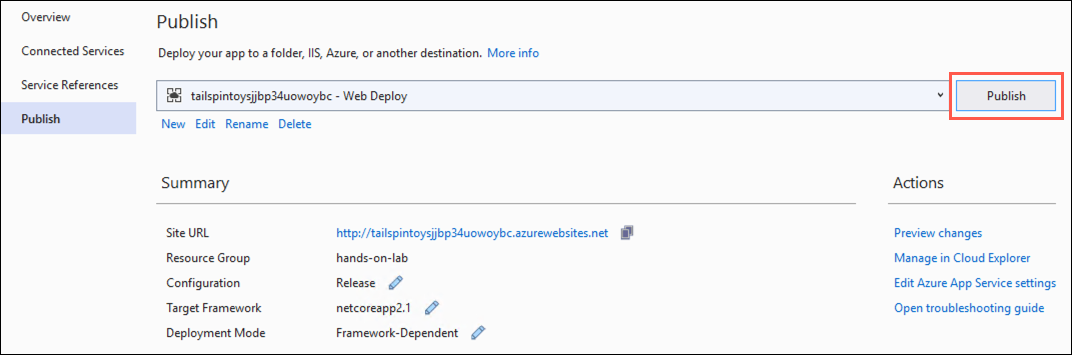 Overview
Connected Services
Service References
Publish
Publish
Deploy your app to a folder, IIS, Azure, or another destination. More info
tailspintoysjjbp34uowoybc - Web Deploy
Publish
New Edit Rename Delete
Summary
Site URL http://tailspintoysjjbp34uowoybc.azurewebsites.net
Resource Group hands-on-lab
Configuration Release
Target Framework netcoreapp2.1
Deployment Mode Framework-Dependent
Actions
Preview changes
Manage in Cloud Explorer
Edit Azure App Service settings
Open troubleshooting guide